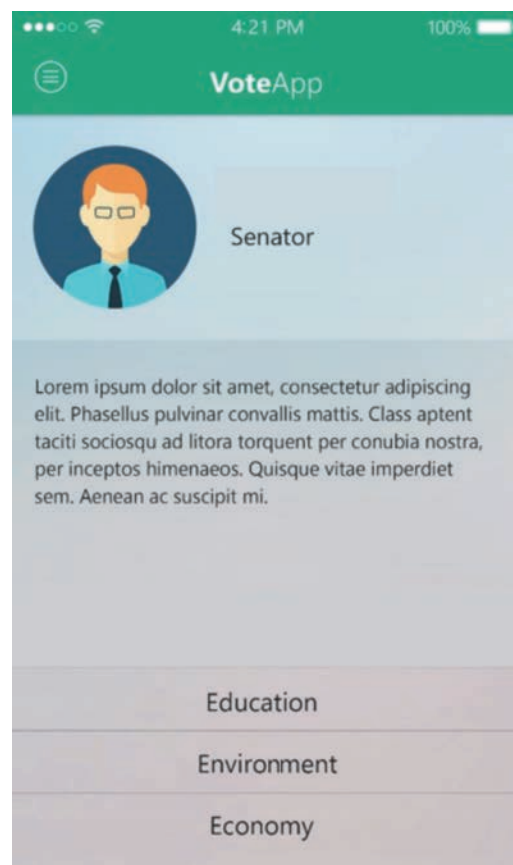 4:21 PM 100%
VoteApp
Senator
Lorem ipsum dolor sit amet, consectetur adipiscing
elit. Phasellus pulvinar convallis mattis. Class aptent
taciti sociosqu ad litora torquent per conubia nostra,
per inceptos himenaeos. Quisque vitae imperdiet
sem. Aenean ac suscipit mi.
Education
Environment
Economy